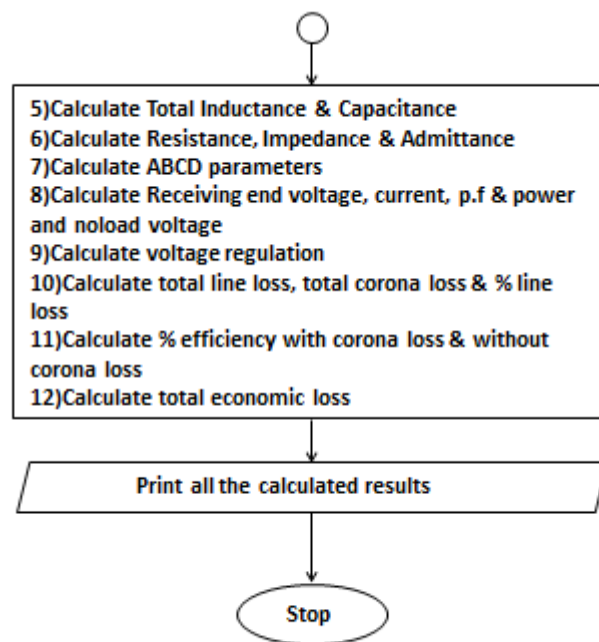 5)Calculate Total Inductance & Capacitance
6)Calculate Resistance, Impedance & Admittance
7)Calculate ABCD parameters
8)Calculate Receiving end voltage, current, p.f & power
and noload voltage
9)Calculate voltage regulation
10)Calculate total line loss, total corona loss & % line
loss
11)Calculate % efficiency with corona loss & without
corona loss
12)Calculate total economic loss
Print all the calculated results
Stop